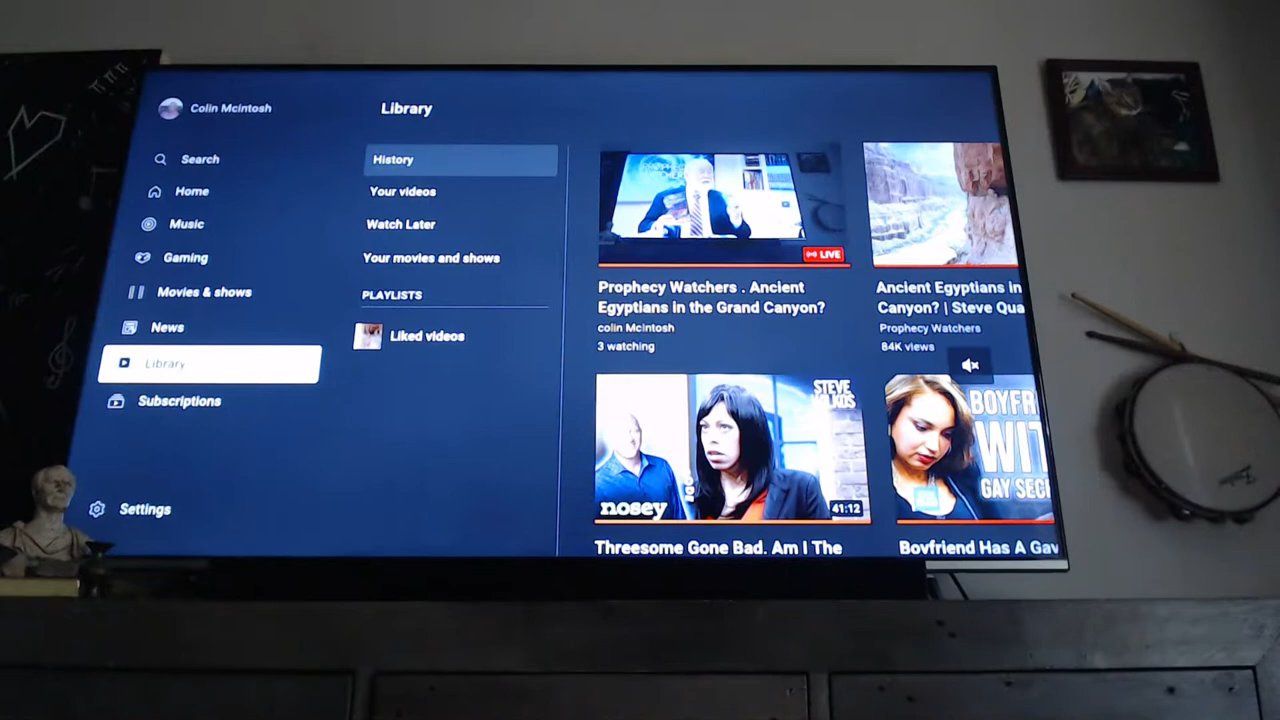 Colin Mcintosh
Search
Home
Music
Gaming
Movies & shows
News
Library
Subscriptions
Settings
Library
History
Your videos
Watch Later
Your movies and shows
PLAYLISTS
Liked videos
LIVE
Prophecy Watchers . Ancient
Egyptians in the Grand Canyon?
colin McIntosh
3 watching
Ancient Egyptians in
Canyon? | Steve Qua
Prophecy Watchers
84K views
STEVE
nosey
41:12
Threesome Gone Bad. Am I The
BOYFR
WIT
GAY SEC
Boyfriend Has A Gay